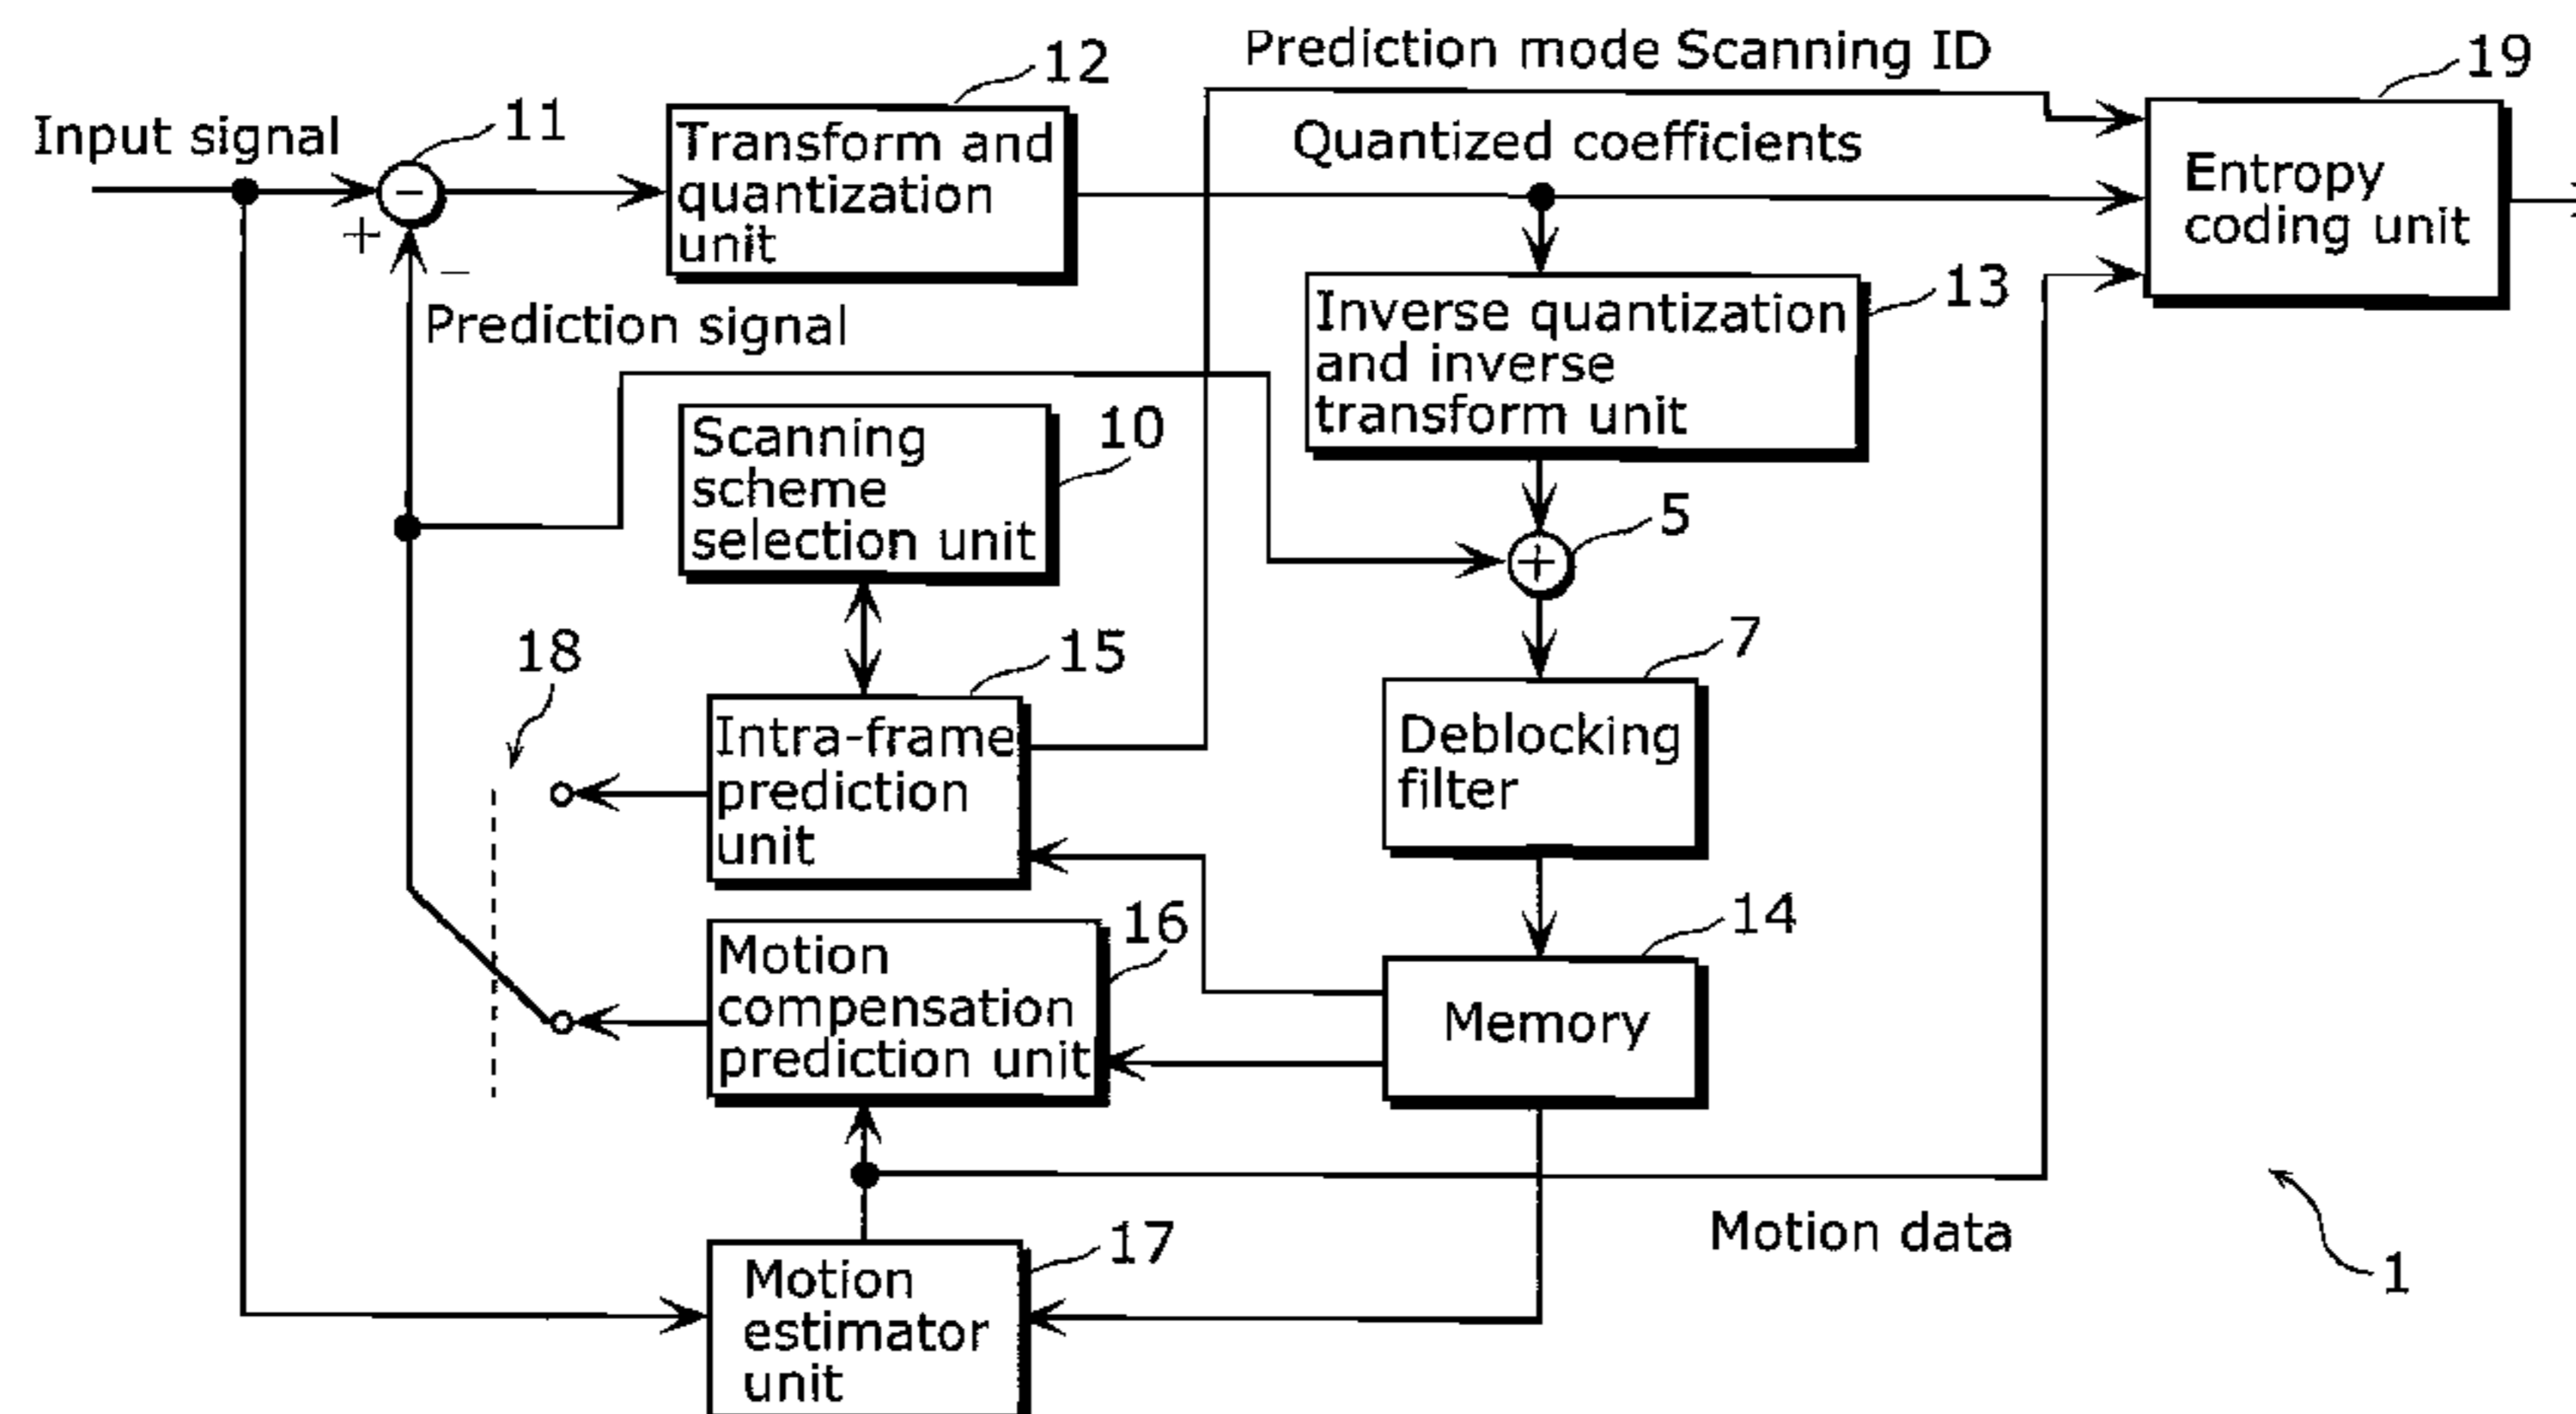 Prediction mode Scanning ID
19
12
Input signal
11
Transform and
quantization
unit
Quantized coefficients
Entropy
coding unit
-
+
-
Prediction signal
Inverse quantization
and inverse
transform unit
13
Scanning
scheme
selection unit
10
5
+
18
15
7
Intra-frame
prediction
unit
Deblocking
filter
16
14
Motion
compensation
prediction unit
Memory
17
Motion data
1
Motion
estimator
unit